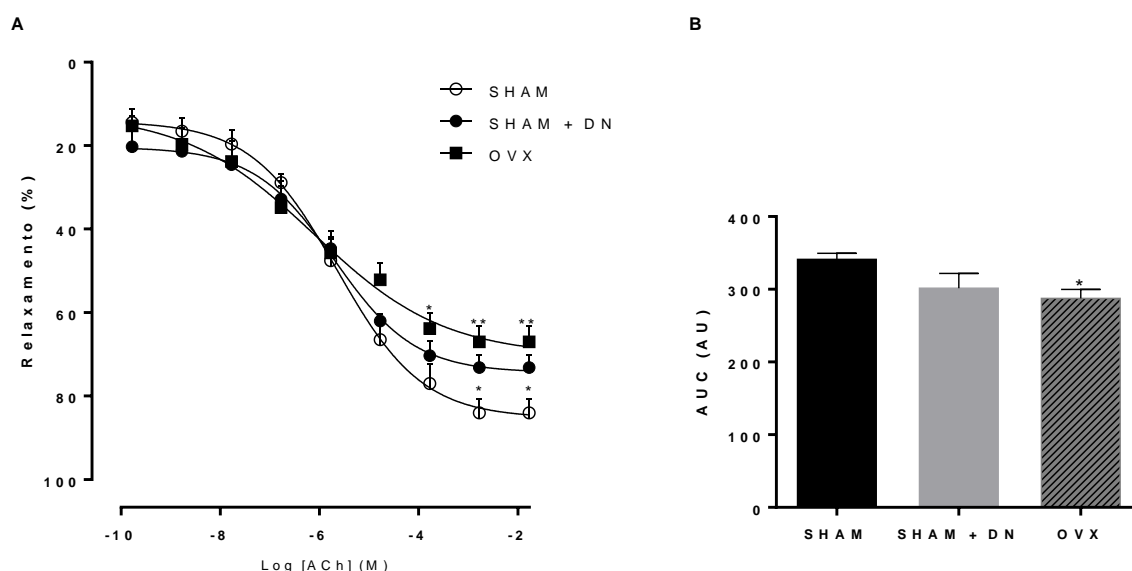 A
0
20
40
60
80
100
Relaxamento (%)
SHAM
SHAM + DN
OVX
*
** **
* *
-10 -8 -6 -4 -2
Log [ACh] (M)
B
400
300
200
100
0
AUC (AU)
*
SHAM SHAM + DN OVX